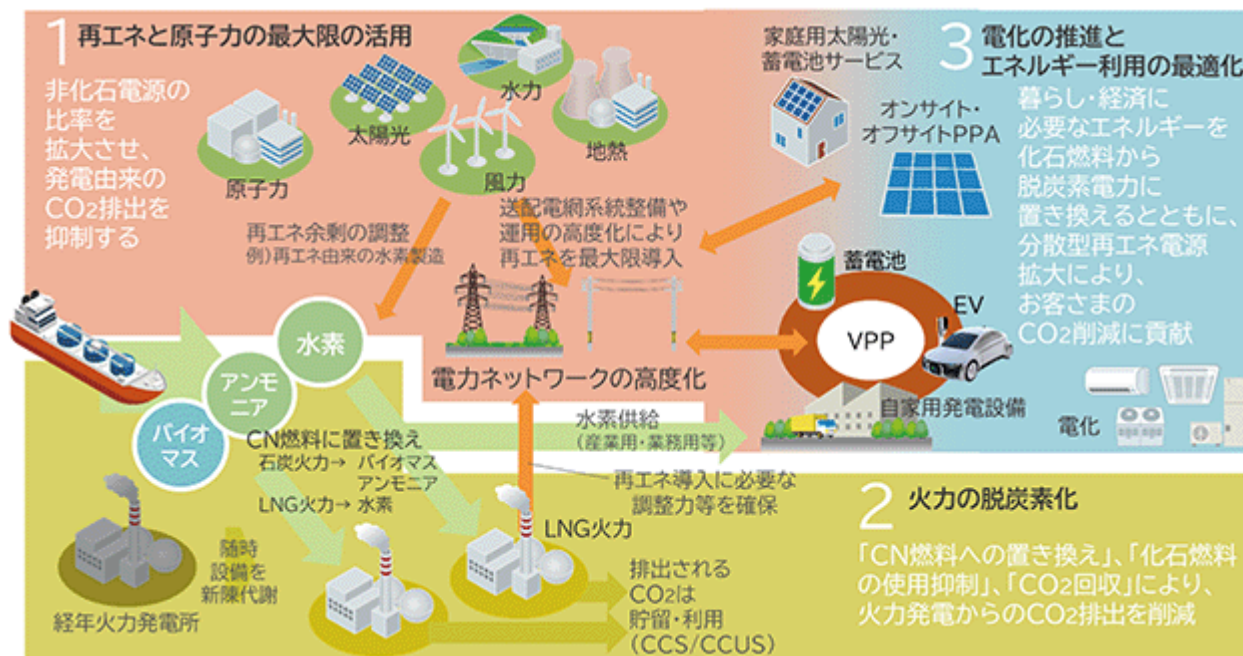 1 再エネと原子力の最大限の活用
非化石電源の
比率を
拡大させ、
発電由来の
CO2排出を
抑制する
原子力
太陽光
水力
風力
地熱
再エネ余剰の調整
例)再エネ由来の水素製造
送配電網系統整備や
運用の高度化により
再エネを最大限導入
電力ネットワークの高度化
家庭用太陽光・
蓄電池サービス
オンサイト・
オフサイトPPA
3 電化の推進と
エネルギー利用の最適化
暮らし・経済に
必要なエネルギーを
化石燃料から
脱炭素電力に
置き換えるとともに、
分散型再エネ電源
拡大により、
お客さまの
CO2削減に貢献
蓄電池
EV
VPP
自家用発電設備
電化
水素
アンモ
ニア
バイオ
マス
水素供給
(産業用・業務用等)
CN燃料に置き換え
石炭火力→ バイオマス
アンモニア
LNG火力→ 水素
再エネ導入に必要な
調整力等を確保
LNG火力
随時
設備を
新陳代謝
経年火力発電所
排出される
CO2は
貯留・利用
(CCS/CCUS)
2 火力の脱炭素化
「CN燃料への置き換え」、「化石燃料
の使用抑制」、「CO2回収」により、
火力発電からのCO2排出を削減